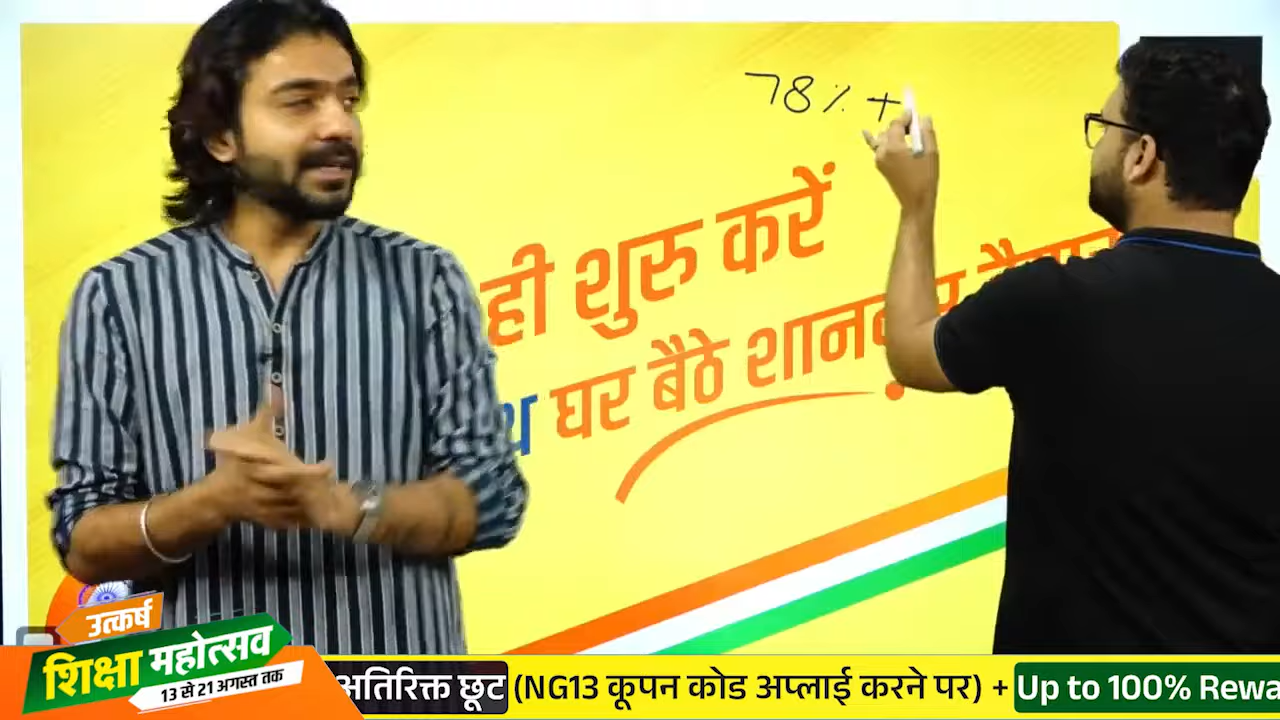 78% +
ही शुरु करें
घर बैठे
उत्कर्ष
शिक्षा महोत्सव
13 से 21 अगस्त तक
अतिरिक्त छूट (NG13 कूपन कोड अप्लाई करने पर) + Up to 100%